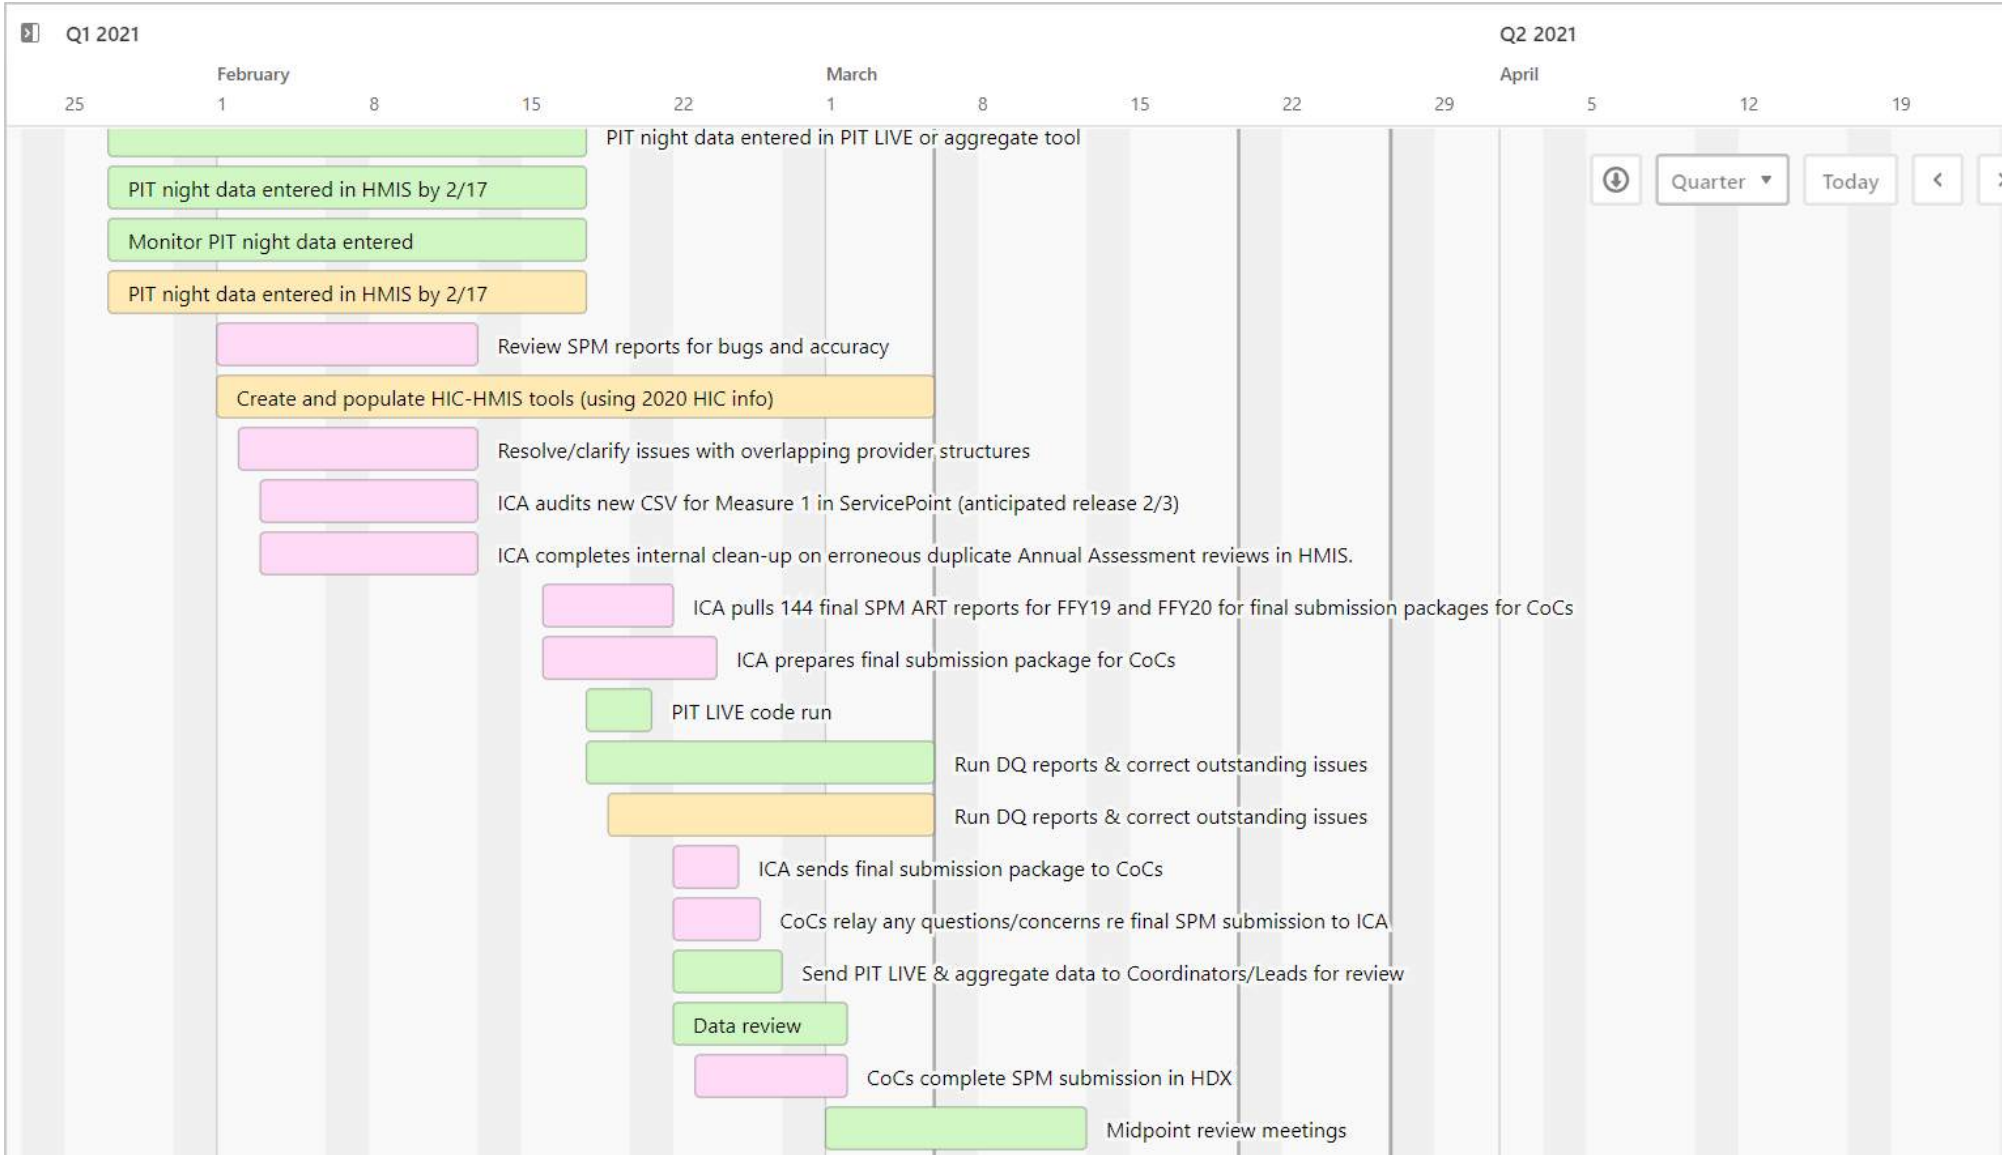 Q1 2021 Q2 2021
February March April
25 1 8 15 22 1 8 15 22 29 5 12 19
PIT night data entered in PIT LIVE or aggregate tool
PIT night data entered in HMIS by 2/17
Quarter Today
Monitor PIT night data entered
PIT night data entered in HMIS by 2/17
Review SPM reports for bugs and accuracy
Create and populate HIC-HMIS tools (using 2020 HIC info)
Resolve/clarify issues with overlapping provider structures
ICA audits new CSV for Measure 1 in ServicePoint (anticipated release 2/3)
ICA completes internal clean-up on erroneous duplicate Annual Assessment reviews in HMIS.
ICA pulls 144 final SPM ART reports for FFY19 and FFY20 for final submission packages for CoCs
ICA prepares final submission package for CoCs
PIT LIVE code run
Run DQ reports & correct outstanding issues
Run DQ reports & correct outstanding issues
ICA sends final submission package to CoCs
CoCs relay any questions/concerns re final SPM submission to ICA
Send PIT LIVE & aggregate data to Coordinators/Leads for review
Data review
CoCs complete SPM submission in HDX
Midpoint review meetings